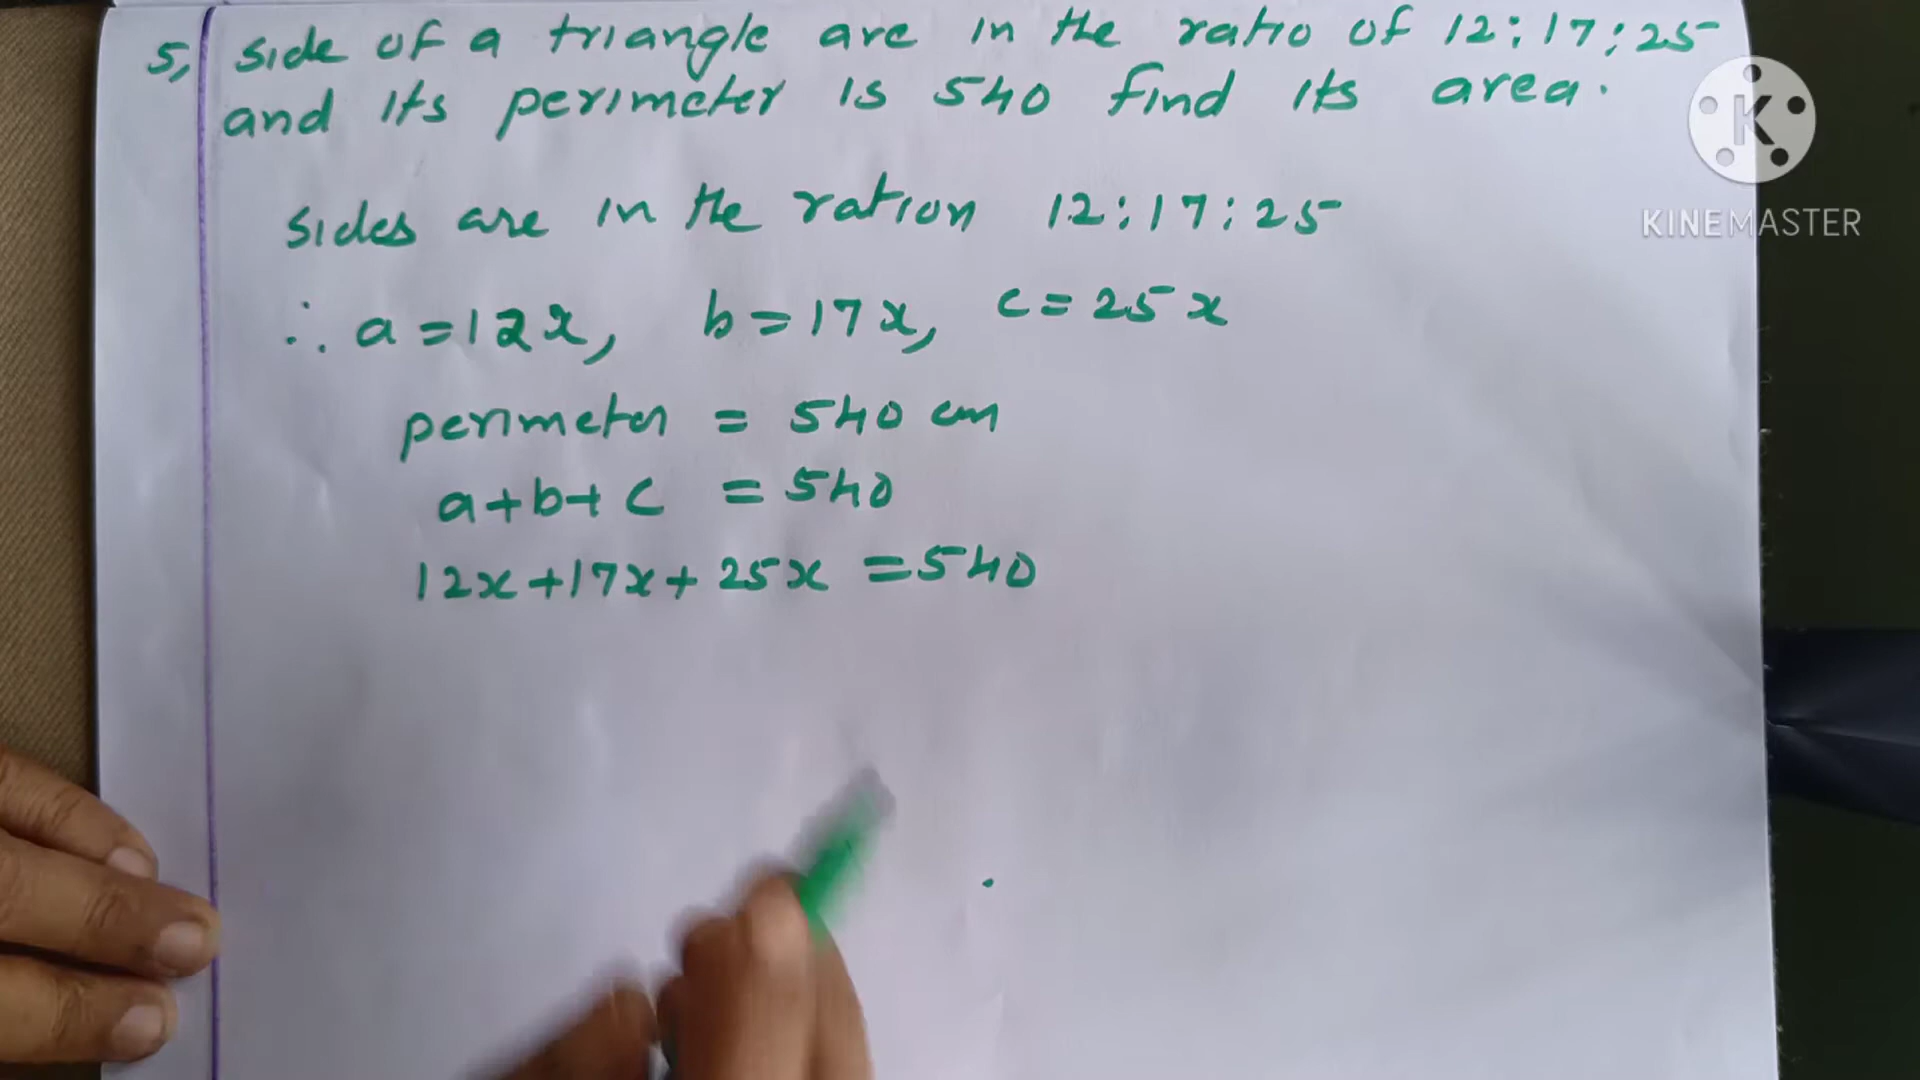 5, side of a triangle are in the ratio of 12:17:25
and its perimeter is 540 find its area.
K
KINEMASTER
sides are in the ration 12:17:25
∴ a=12x, b=17x, c=25x
perimeter = 540 cm
a+b+c = 540
12x+17x+25x =540